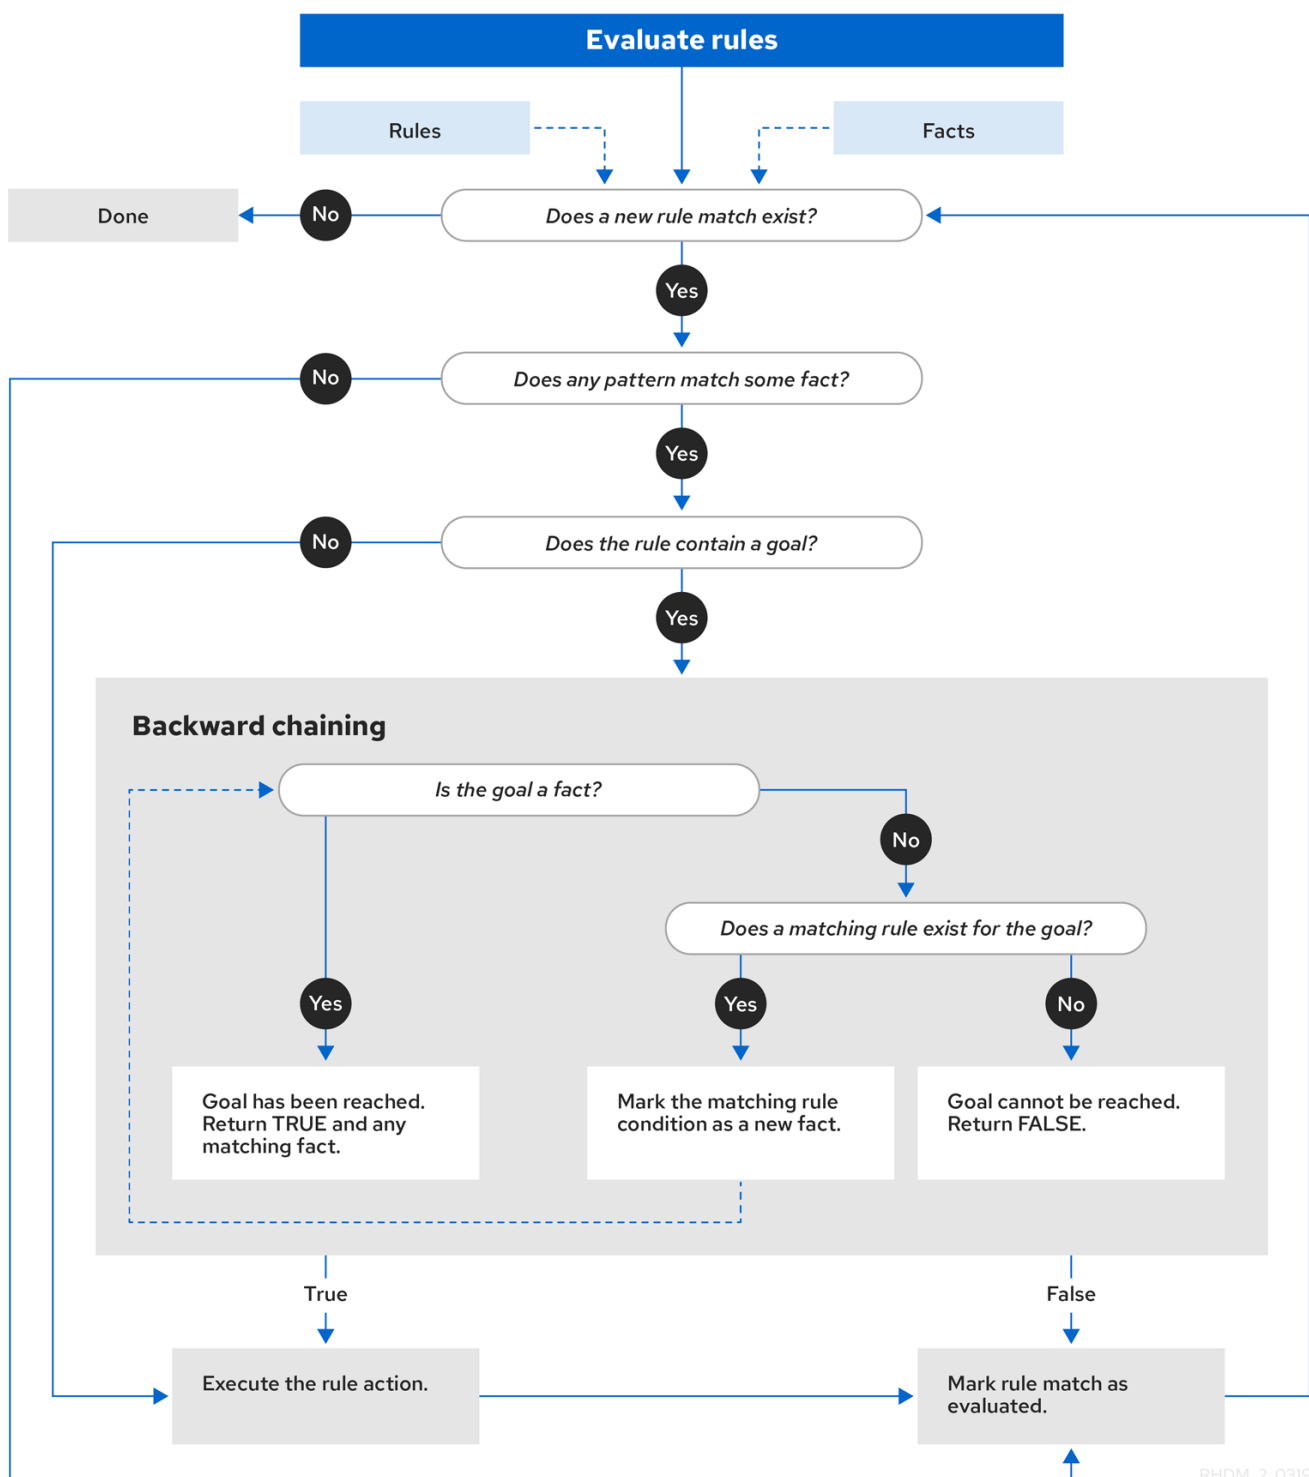 Evaluate rules
Rules
Facts
Done
No
Does a new rule match exist?
Yes
No
Does any pattern match some fact?
Yes
No
Does the rule contain a goal?
Yes
Backward chaining
Is the goal a fact?
No
Does a matching rule exist for the goal?
Yes
Yes
No
Goal has been reached.
Return TRUE and any
matching fact.
Mark the matching rule
condition as a new fact.
Goal cannot be reached.
Return FALSE.
True
False
Execute the rule action.
Mark rule match as
evaluated.
RHDM_2_0319